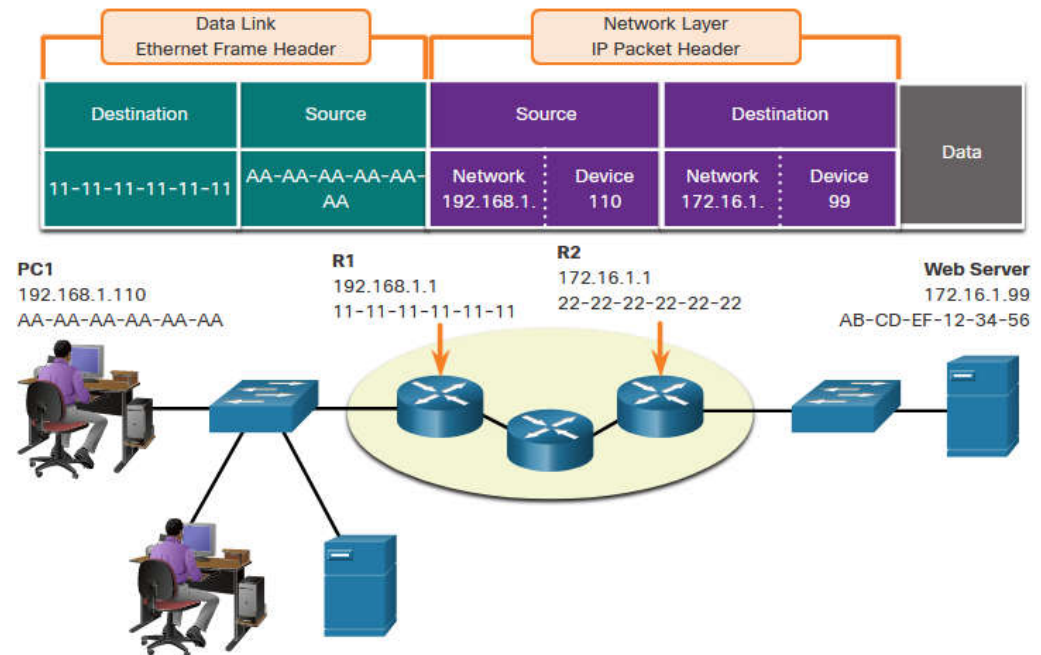 Data Link
Ethernet Frame Header
Network Layer
IP Packet Header
Destination
Source
Source
Destination
Data
11-11-11-11-11-11
AA-AA-AA-AA-AA-
AA
Network
192.168.1.
Device
110
Network
172.16.1.
Device
99
PC1
192.168.1.110
AA-AA-AA-AA-AA-AA
R1
192.168.1.1
11-11-11-11-11-11
R2
172.16.1.1
22-22-22-22-22-22
Web Server
172.16.1.99
AB-CD-EF-12-34-56